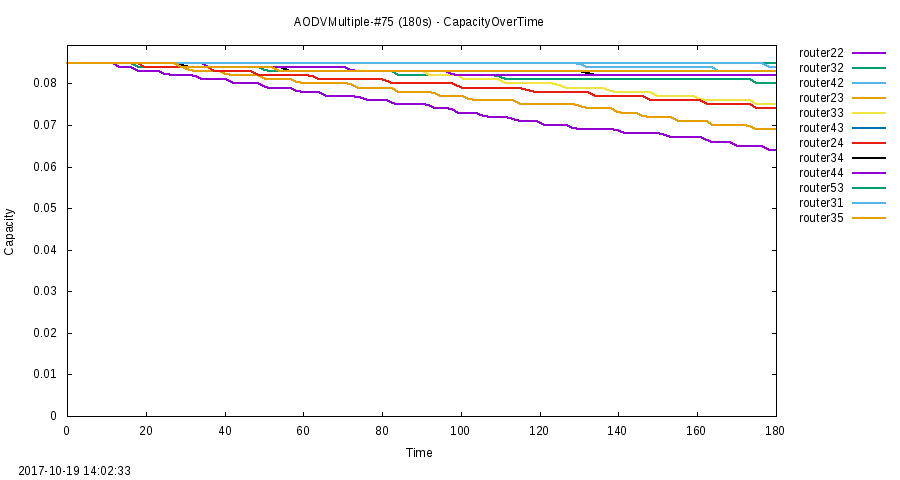 AODVMultiple-#75 (180s) - CapacityOverTime
router22
router32
router42
router23
router33
router43
router24
router34
router44
router53
router31
router35
0.08
0.07
0.06
0.05
0.04
0.03
0.02
0.01
0
Capacity
0 20 40 60 80 100 120 140 160 180
Time
2017-10-19 14:02:33